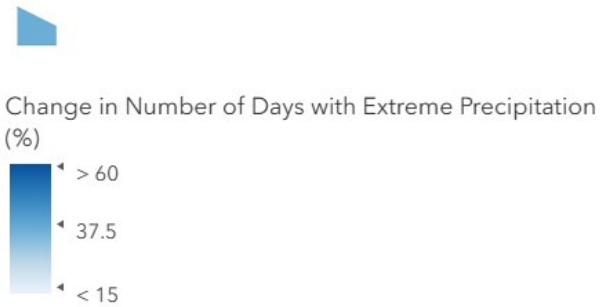 Change in Number of Days with Extreme Precipitation
(%)
> 60
37.5
< 15